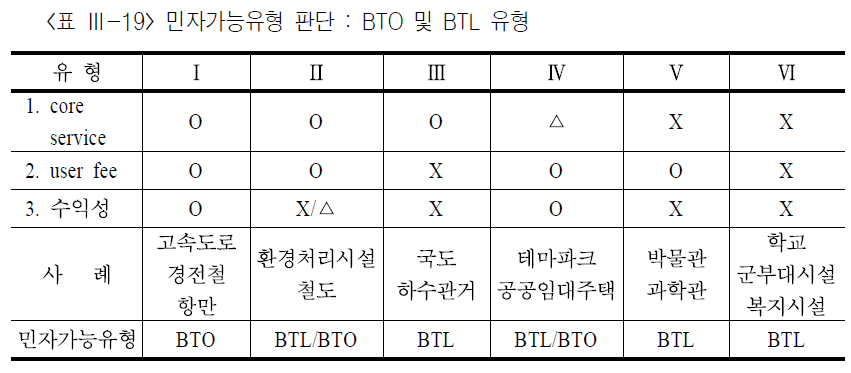 <표 Ⅲ-19> 민자가능유형 판단 : BTO 및 BTL 유형
유 형 Ⅰ Ⅱ Ⅲ Ⅳ Ⅴ Ⅵ
1. core service O O O △ X X
2. user fee O O X O O X
3. 수익성 O X/△ X O X X
사 례 고속도로 경전철 항만 환경처리시설 철도 국도 하수관거 테마파크 공공임대주택 박물관 과학관 학교 군부대시설 복지시설
민자가능유형 BTO BTL/BTO BTL BTL/BTO BTL BTL